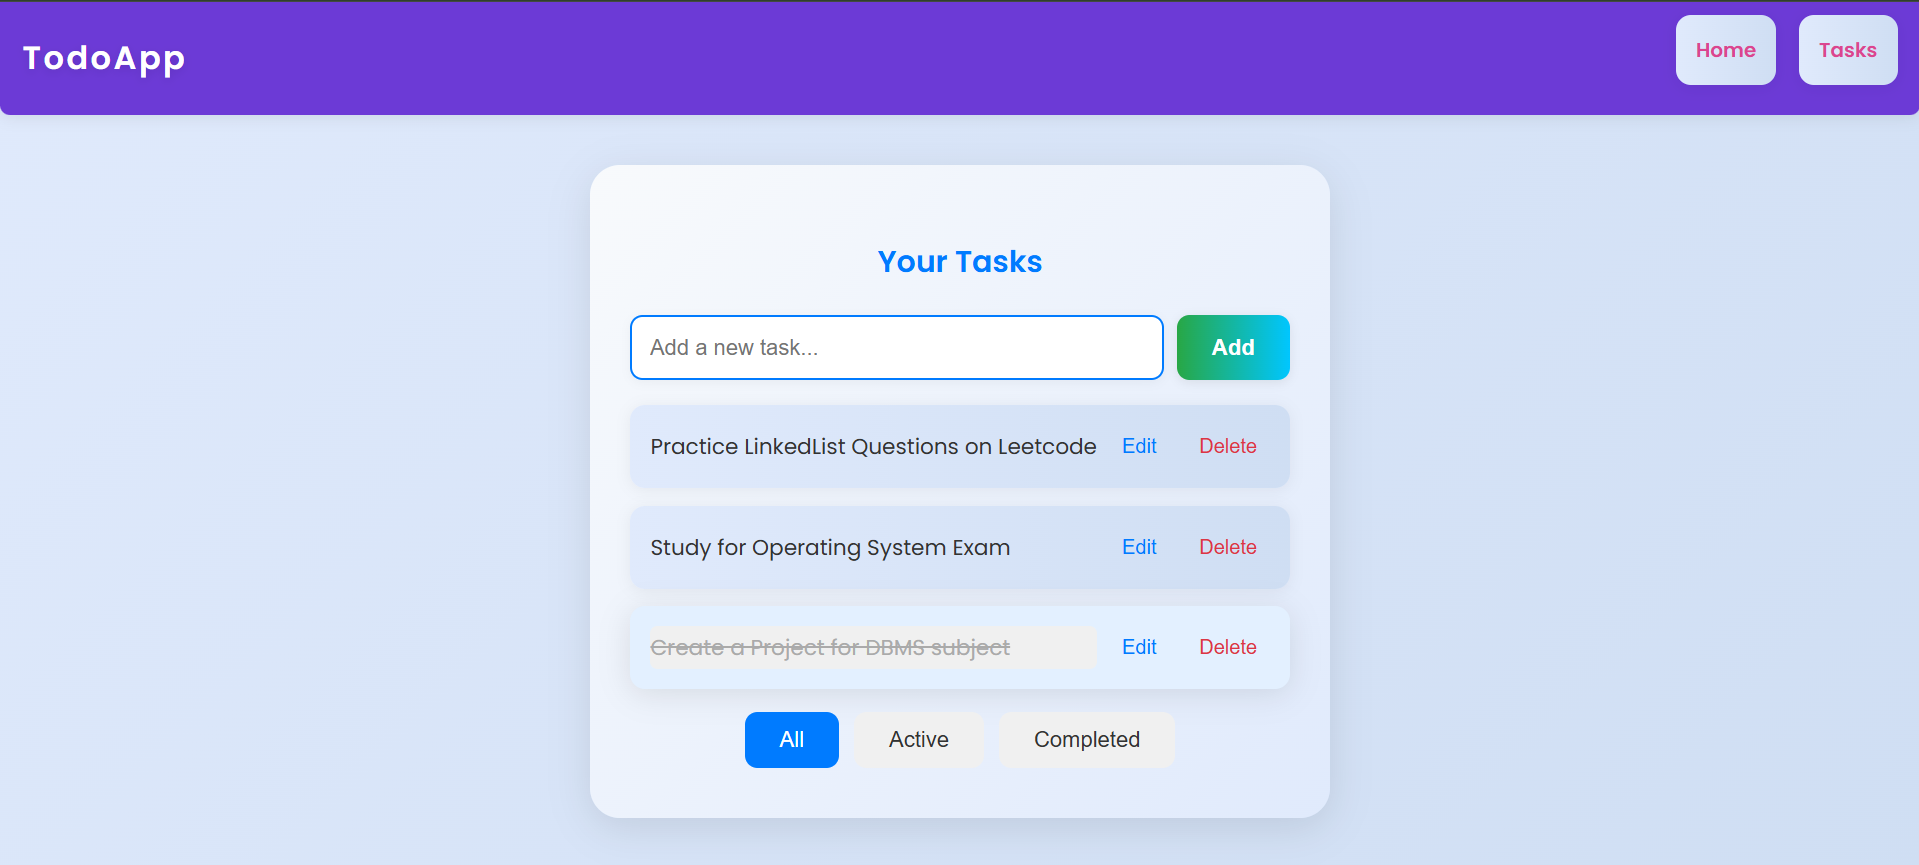 TodoApp
Home
Tasks
Your Tasks
Add a new task...
Add
Practice LinkedList Questions on Leetcode
Edit
Delete
Study for Operating System Exam
Edit
Delete
Create a Project for DBMS subject
Edit
Delete
All
Active
Completed